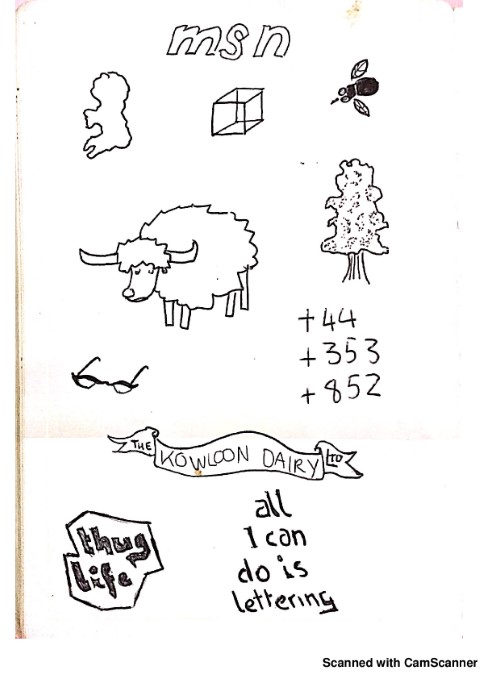 msn
+44
+353
+852
THE KOWLOON DAIRY LTD
thug
life
all
I can
do is
lettering
Scanned with CamScanner